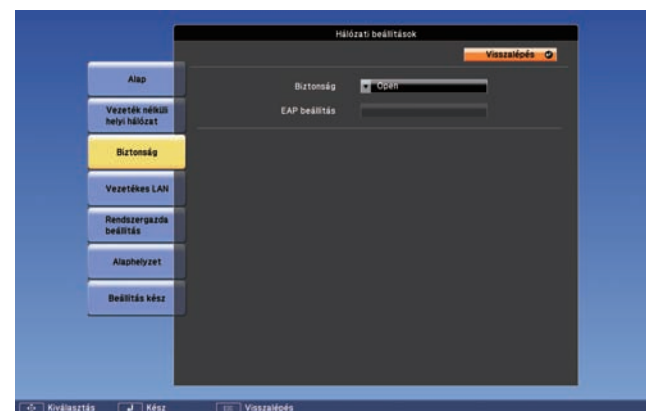 Hálózati beállítások
Visszalépés
Alap
Vezeték nélküli
helyi hálózat
Biztonság
Vezetékes LAN
Rendszergazda
beállítás
Alaphelyzet
Beállítás kész
Biztonság
Open
EAP beállítás
Kiválasztás
Kész
Visszalépés